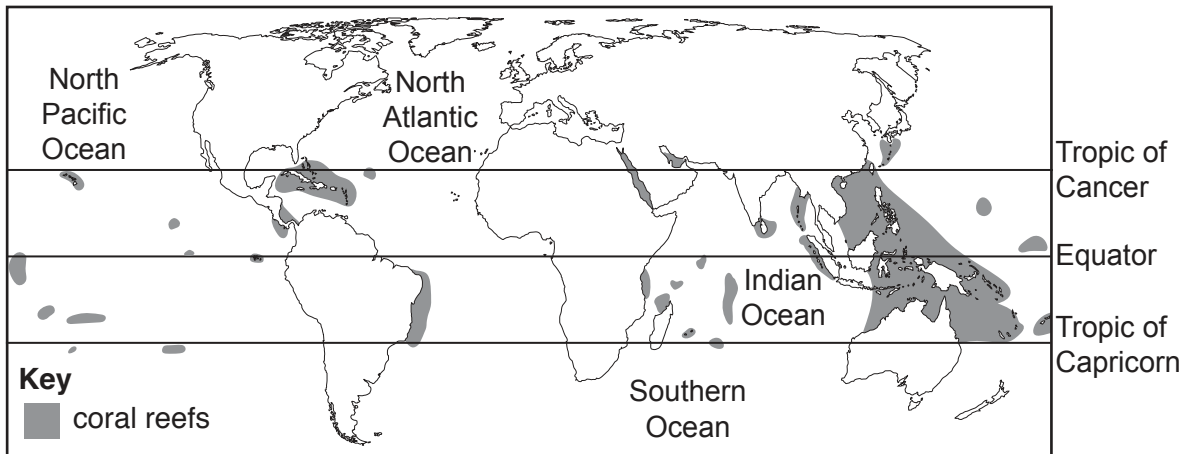 North
Pacific
Ocean
North
Atlantic
Ocean
Tropic of
Cancer
Equator
Indian
Ocean
Tropic of
Capricorn
Southern
Ocean
Key
coral reefs